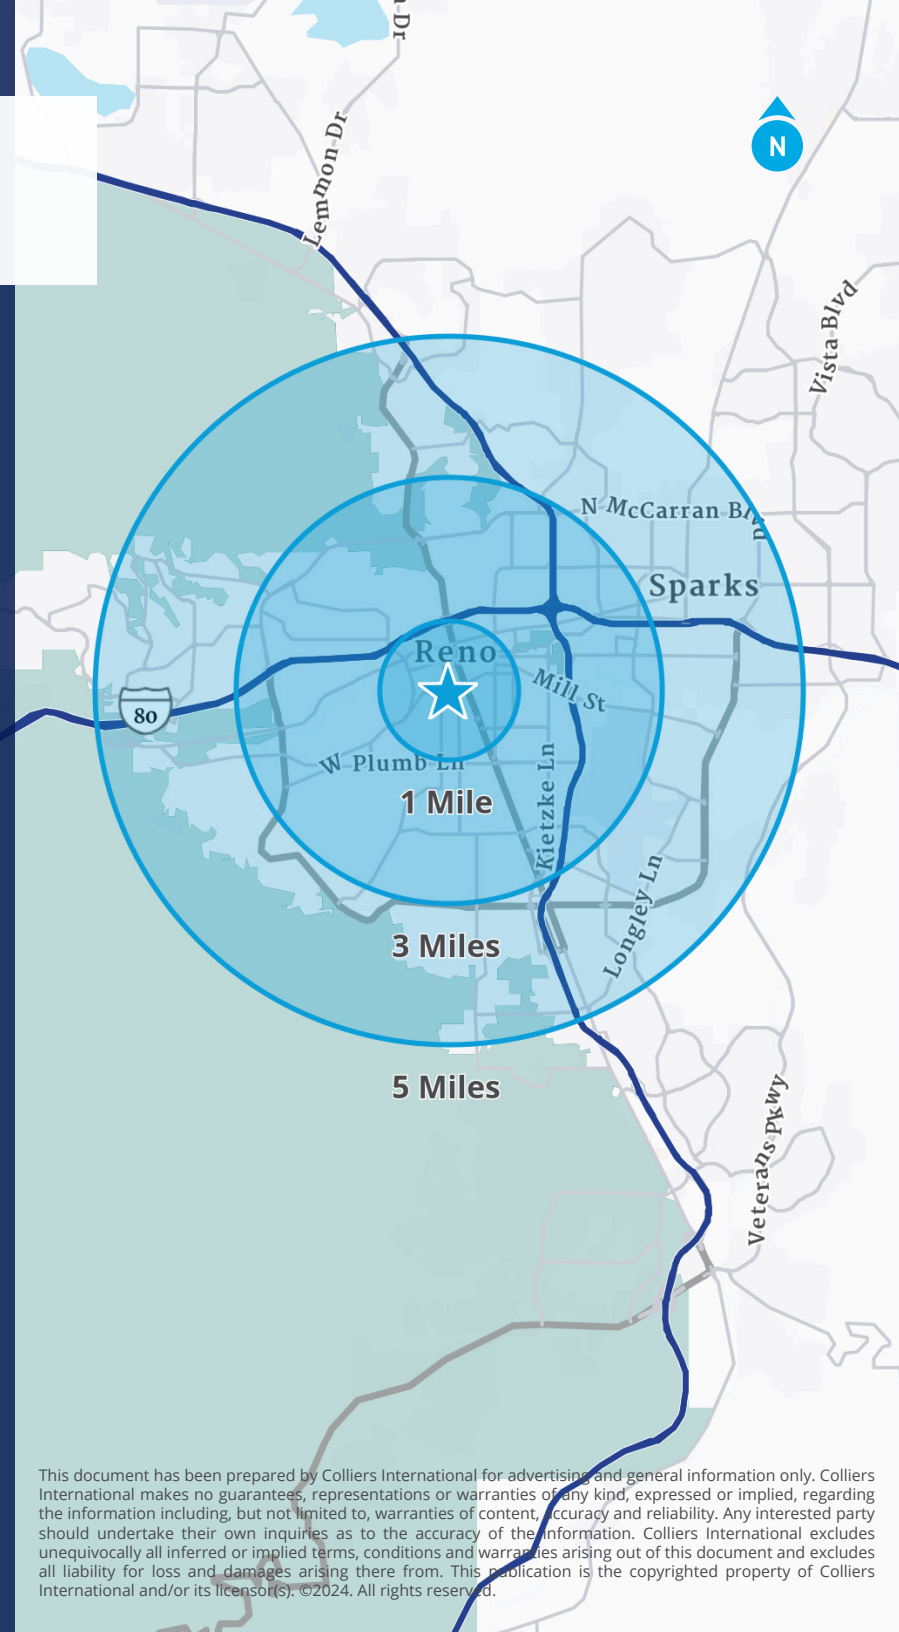 Dr
Lemmon Dr
N
Vista Blvd
N McCarran Blvd
Sparks
Reno
Mill St
80
W Plumb Ln
Kietzke Ln
1 Mile
Longley Ln
3 Miles
5 Miles
Veterans Pkwy
This document has been prepared by Colliers International for advertising and general information only. Colliers
International makes no guarantees, representations or warranties of any kind, expressed or implied, regarding
the information including, but not limited to, warranties of content, accuracy and reliability. Any interested party
should undertake their own inquiries as to the accuracy of the information. Colliers International excludes
unequivocally all inferred or implied terms, conditions and warranties arising out of this document and excludes
all liability for loss and damages arising there from. This publication is the copyrighted property of Colliers
International and/or its licensor(s). ©2024. All rights reserved.